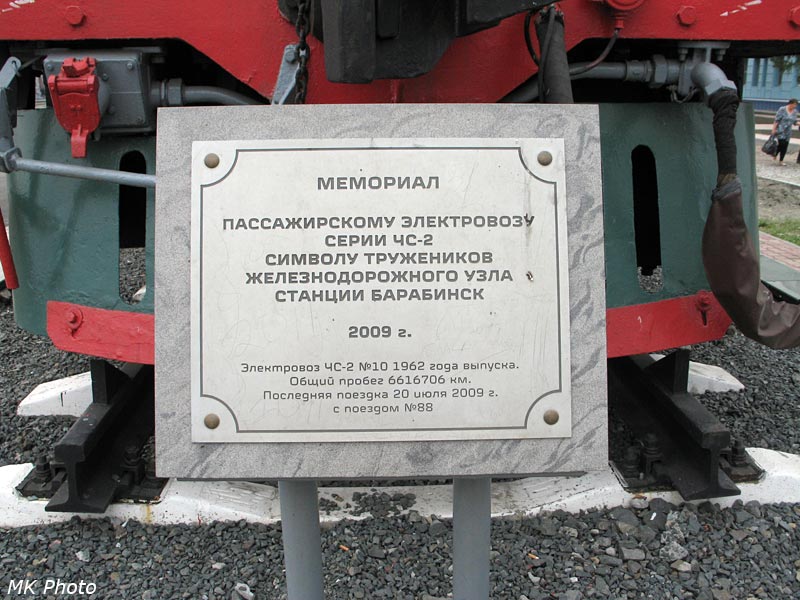 МЕМОРИАЛ
ПАССАЖИРСКОМУ ЭЛЕКТРОВОЗУ
СЕРИИ ЧС-2
СИМВОЛУ ТРУЖЕНИКОВ
ЖЕЛЕЗНОДОРОЖНОГО УЗЛА
СТАНЦИИ БАРАБИНСК
2009 г.
Электровоз ЧС-2 №10 1962 года выпуска.
Общий пробег 6616706 км.
Последняя поездка 20 июля 2009 г.
с поездом №88
MK Photo